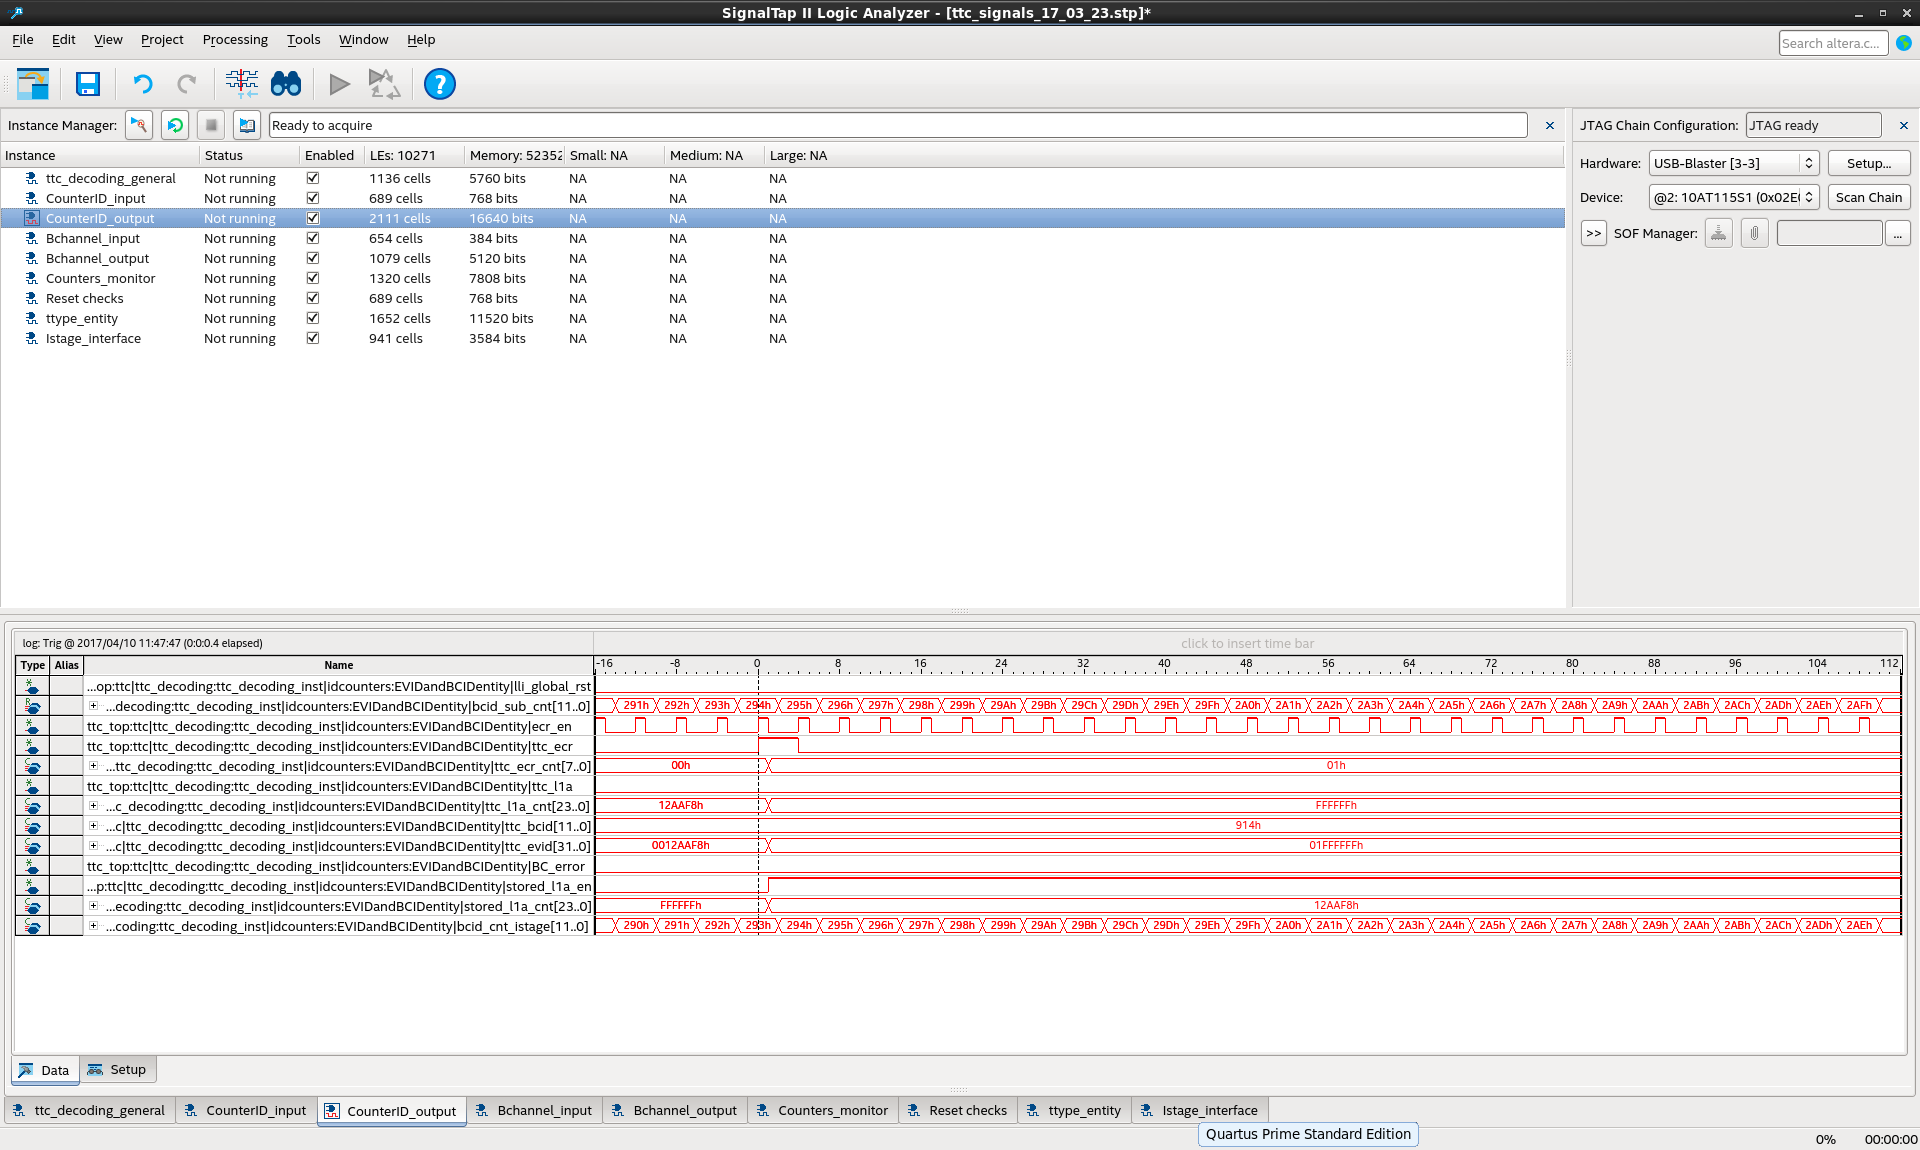 SignalTap II Logic Analyzer - [ttc_signals_17_03_23.stp]*
File Edit View Project Processing Tools Window Help
Search altera.c...
Instance Manager: Ready to acquire
JTAG Chain Configuration: JTAG ready
Instance Status Enabled LEs: 10271 Memory: 52352 Small: NA Medium: NA Large: NA
ttc_decoding_general Not running 1136 cells 5760 bits NA NA NA
CounterID_input Not running 689 cells 768 bits NA NA NA
CounterID_output Not running 2111 cells 16640 bits NA NA NA
Bchannel_input Not running 654 cells 384 bits NA NA NA
Bchannel_output Not running 1079 cells 5120 bits NA NA NA
Counters_monitor Not running 1320 cells 7808 bits NA NA NA
Reset checks Not running 689 cells 768 bits NA NA NA
ttype_entity Not running 1652 cells 11520 bits NA NA NA
Istage_interface Not running 941 cells 3584 bits NA NA NA
Hardware: USB-Blaster [3-3] Setup...
Device: @2: 10AT115S1 (0x02E( Scan Chain
>> SOF Manager: ...
log: Trig @ 2017/04/10 11:47:47 (0:0:0.4 elapsed) click to insert time bar
Type Alias Name -16 -8 0 8 16 24 32 40 48 56 64 72 80 88 96 104 112
...op:ttc|ttc_decoding:ttc_decoding_inst|idcounters:EVIDandBCIDentity|lli_global_rst
...decoding:ttc_decoding_inst|idcounters:EVIDandBCIDentity|bcid_sub_cnt[11..0] 291h 292h 293h 294h 295h 296h 297h 298h 299h 29Ah 29Bh 29Ch 29Dh 29Eh 29Fh 2A0h 2A1h 2A2h 2A3h 2A4h 2A5h 2A6h 2A7h 2A8h 2A9h 2AAh 2ABh 2ACh 2ADh 2AEh 2AFh
ttc_top:ttc|ttc_decoding:ttc_decoding_inst|idcounters:EVIDandBCIDentity|ecr_en
ttc_top:ttc|ttc_decoding:ttc_decoding_inst|idcounters:EVIDandBCIDentity|ttc_ecr
...ttc_decoding:ttc_decoding_inst|idcounters:EVIDandBCIDentity|ttc_ecr_cnt[7..0] 00h 01h
ttc_top:ttc|ttc_decoding:ttc_decoding_inst|idcounters:EVIDandBCIDentity|ttc_l1a
...c_decoding:ttc_decoding_inst|idcounters:EVIDandBCIDentity|ttc_l1a_cnt[23..0] 12AAF8h FFFFFFh
...c|ttc_decoding:ttc_decoding_inst|idcounters:EVIDandBCIDentity|ttc_bcid[11..0] 914h
...c|ttc_decoding:ttc_decoding_inst|idcounters:EVIDandBCIDentity|ttc_evid[31..0] 0012AAF8h 01FFFFFFh
ttc_top:ttc|ttc_decoding:ttc_decoding_inst|idcounters:EVIDandBCIDentity|BC_error
...p:ttc|ttc_decoding:ttc_decoding_inst|idcounters:EVIDandBCIDentity|stored_l1a_en
...ecoding:ttc_decoding_inst|idcounters:EVIDandBCIDentity|stored_l1a_cnt[23..0] FFFFFFh 12AAF8h
...coding:ttc_decoding_inst|idcounters:EVIDandBCIDentity|bcid_cnt_istage[11..0] 290h 291h 292h 293h 294h 295h 296h 297h 298h 299h 29Ah 29Bh 29Ch 29Dh 29Eh 29Fh 2A0h 2A1h 2A2h 2A3h 2A4h 2A5h 2A6h 2A7h 2A8h 2A9h 2AAh 2ABh 2ACh 2ADh 2AEh
Data Setup
ttc_decoding_general CounterID_input CounterID_output Bchannel_input Bchannel_output Counters_monitor Reset checks ttype_entity Istage_interface
Quartus Prime Standard Edition
0% 00:00:00